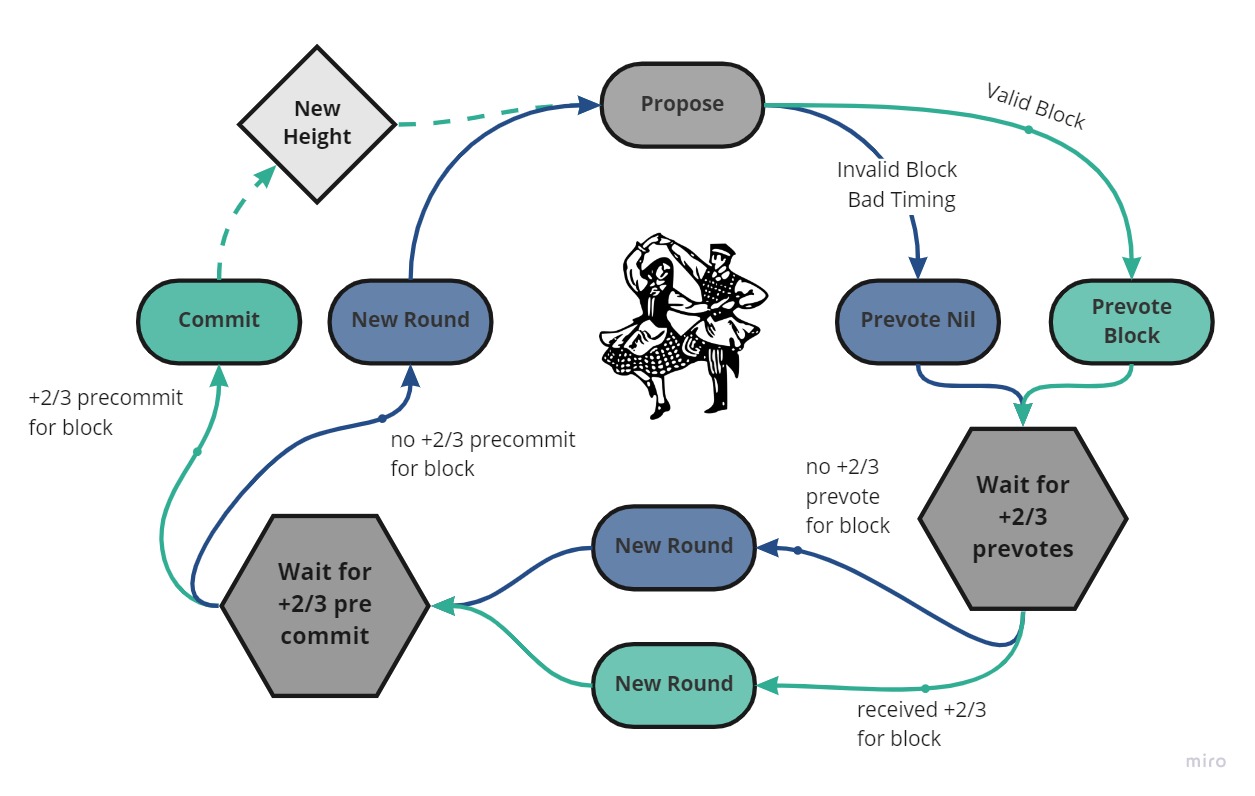 New
Height
Propose
Valid Block
Invalid Block
Bad Timing
Commit
New Round
Prevote Nil
Prevote
Block
+2/3 precommit
for block
no +2/3 precommit
for block
no +2/3
prevote
for block
Wait for
+2/3
prevotes
New Round
Wait for
+2/3 pre
commit
New Round
received +2/3
for block
miro